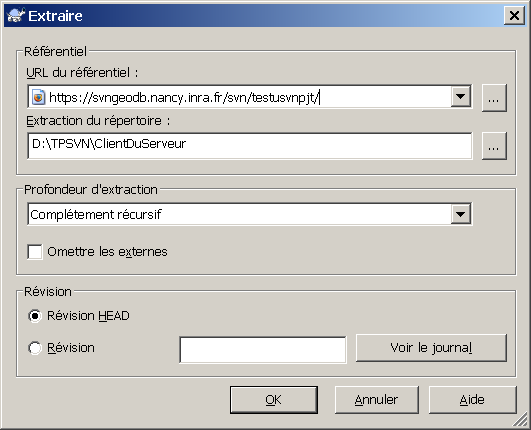 Extraire
Référentiel
URL du référentiel :
https://svngeodb.nancy.inra.fr/svn/testusvnpjt/
...
Extraction du répertoire :
D:\TPSVN\ClientDuServeur
...
Profondeur d'extraction
Complétement récursif
Omettre les externes
Révision
Révision HEAD
Révision
Voir le journal
OK
Annuler
Aide